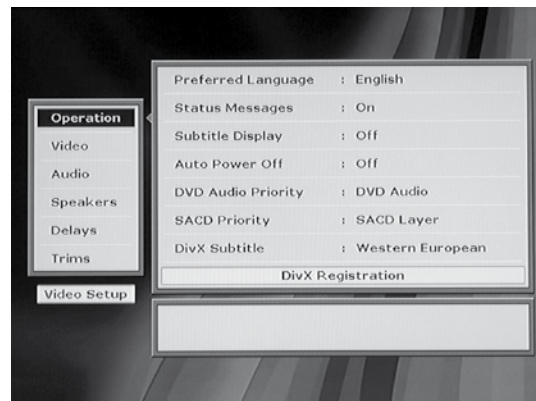 Operation
Video
Audio
Speakers
Delays
Trims
Video Setup
Preferred Language : English
Status Messages : On
Subtitle Display : Off
Auto Power Off : Off
DVD Audio Priority : DVD Audio
SACD Priority : SACD Layer
DivX Subtitle : Western European
DivX Registration